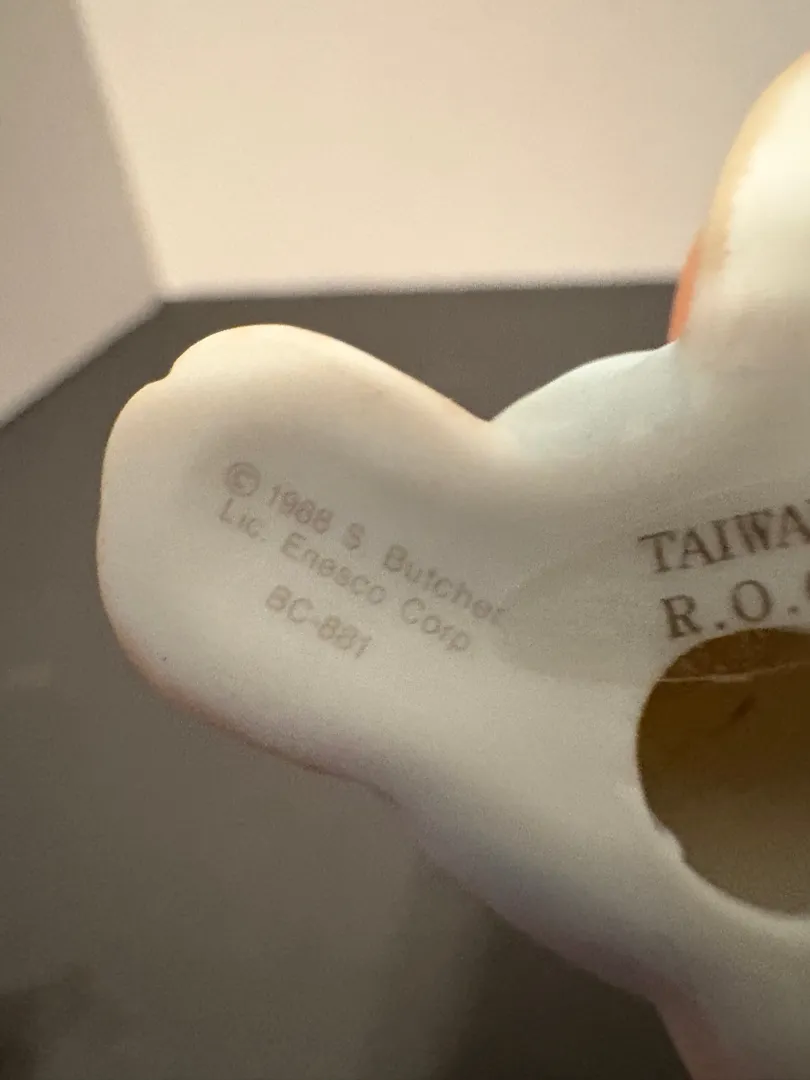 © 1988 S. Butcher
Lic. Enesco Corp
BC-881
TAIWA
R.O.